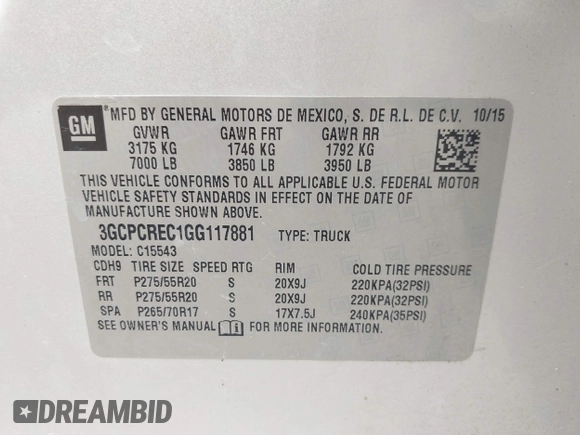 GM
® MFD BY GENERAL MOTORS DE MEXICO, S. DE R.L. DE C.V. 10/15
GVWR GAWR FRT GAWR RR
3175 KG 1746 KG 1792 KG
7000 LB 3850 LB 3950 LB
THIS VEHICLE CONFORMS TO ALL APPLICABLE U.S. FEDERAL MOTOR
VEHICLE SAFETY STANDARDS IN EFFECT ON THE DATE OF
MANUFACTURE SHOWN ABOVE.
3GCPCREC1GG117881 TYPE: TRUCK
MODEL: C15543
CDH9 TIRE SIZE SPEED RTG RIM COLD TIRE PRESSURE
FRT P275/55R20 S 20X9J 220KPA(32PSI)
RR P275/55R20 S 20X9J 220KPA(32PSI)
SPA P265/70R17 S 17X7.5J 240KPA(35PSI)
SEE OWNER'S MANUAL FOR MORE INFORMATION.
DREAMBID